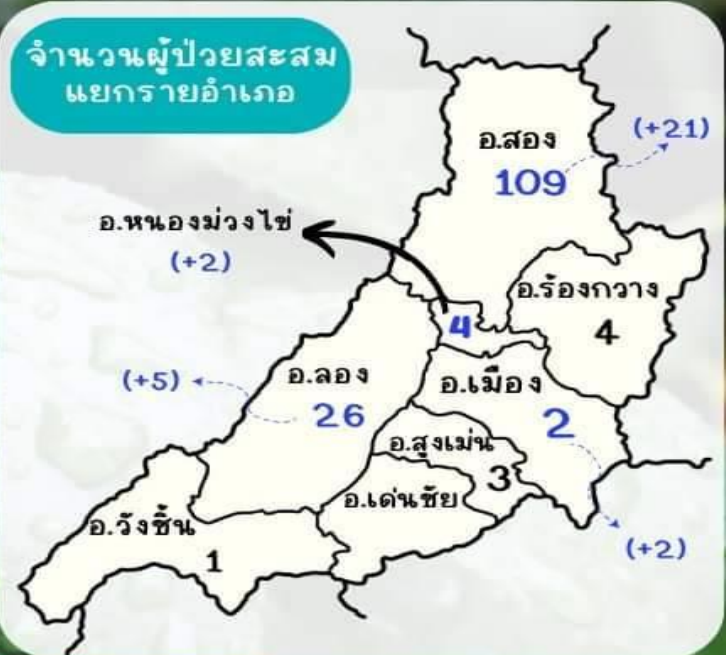 จำนวนผู้ป่วยสะสม
แยกรายอำเภอ
อ.สอง
109
(+21)
อ.หนองม่วงไข่
(+2)
4
อ.ร้องกวาง
4
อ.ลอง
26
(+5)
อ.เมือง
2
(+2)
อ.สูงเม่น
3
อ.เด่นชัย
อ.วังชิ้น
1